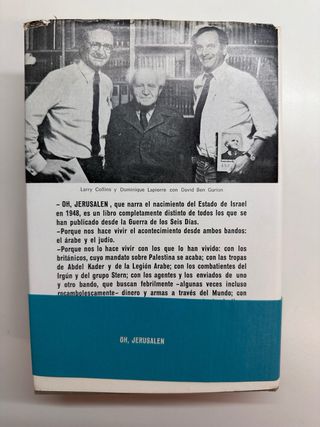 Larry Collins y Dominique Lapierre con David Ben Gurion.
— OH, JERUSALEN, que narra el nacimiento del Estado de Israel
en 1948, es un libro completamente distinto de todos los que se
han publicado desde la Guerra de los Seis Días.
—Porque nos hace vivir el acontecimiento desde ambos bandos:
el árabe y el judío.
—Porque nos lo hace vivir con los que lo han vivido: con los
británicos, cuyo mandato sobre Palestina se acaba; con las tropas
de Abdel Kader y de la Legión Arabe; con los combatientes del
Irgún y del grupo Stern; con los agentes y los enviados de uno
y otro bando, que buscan febrilmente —algunas veces incluso
rocambolescamente— dinero y armas a través del Mundo; con
OH, JERUSALEN